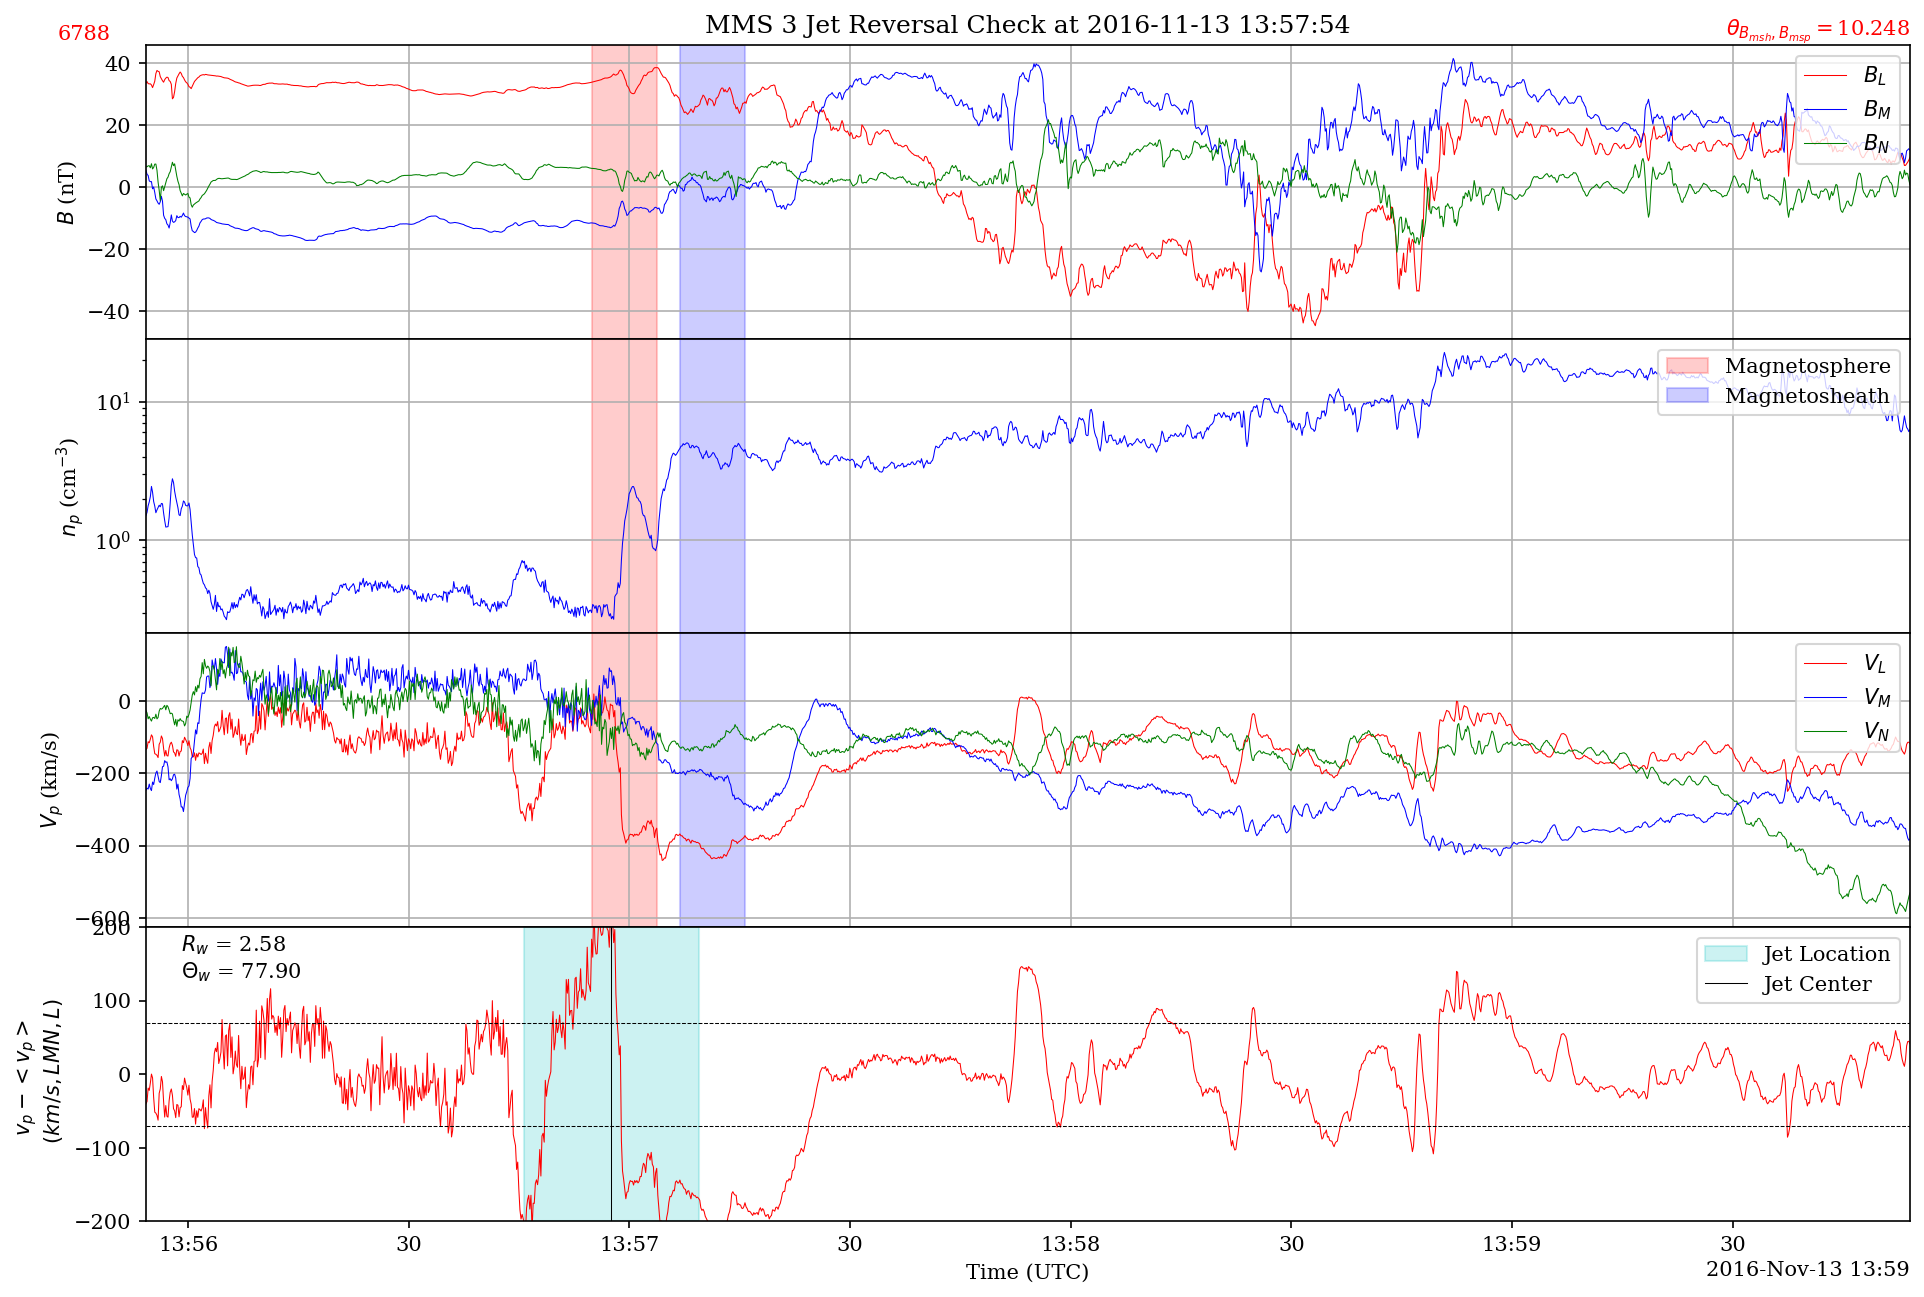 MMS 3 Jet Reversal Check at 2016-11-13 13:57:54
6788
θ_{B_{msh}, B_{msp}} = 10.248
40
20
0
−20
−40
B (nT)
B_L
B_M
B_N
10^1
10^0
n_p (cm^{−3})
Magnetosphere
Magnetosheath
0
−200
−400
−600
V_p (km/s)
V_L
V_M
V_N
200
100
0
−100
−200
v_p − < v_p >
(km/s, LMN, L)
R_w = 2.58
Θ_w = 77.90
Jet Location
Jet Center
13:56 30 13:57 30 13:58 30 13:59 30
Time (UTC)
2016-Nov-13 13:59